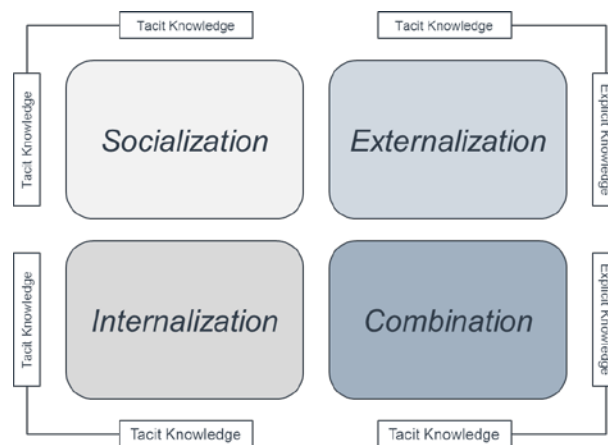 Tacit Knowledge
Tacit Knowledge
Tacit Knowledge
Socialization
Externalization
Explicit Knowledge
Tacit Knowledge
Internalization
Combination
Explicit Knowledge
Tacit Knowledge
Tacit Knowledge